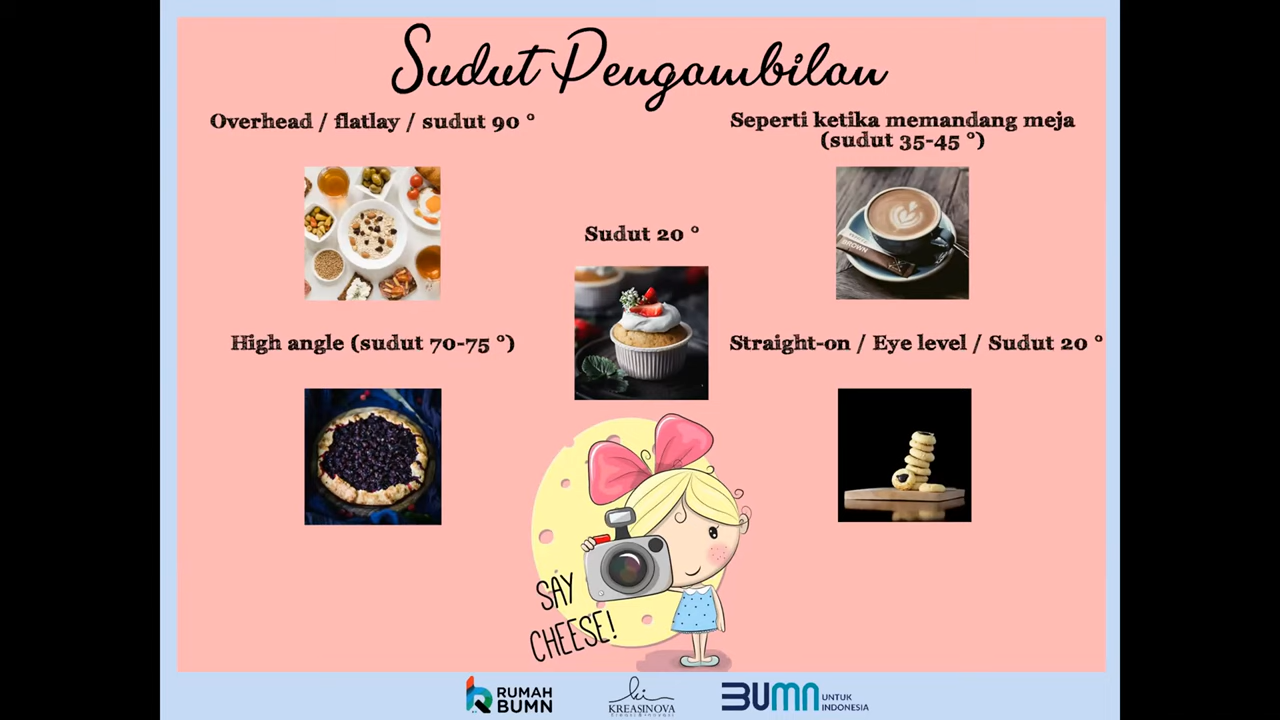 Sudut Pengambilan
Overhead / flatlay / sudut 90 °
Seperti ketika memandang meja
(sudut 35-45 °)
Sudut 20 °
High angle (sudut 70-75 °)
Straight-on / Eye level / Sudut 20 °
BROWN
SAY
CHEESE!
RUMAH
BUMN
KREASINOVA
BUMN
UNTUK
INDONESIA